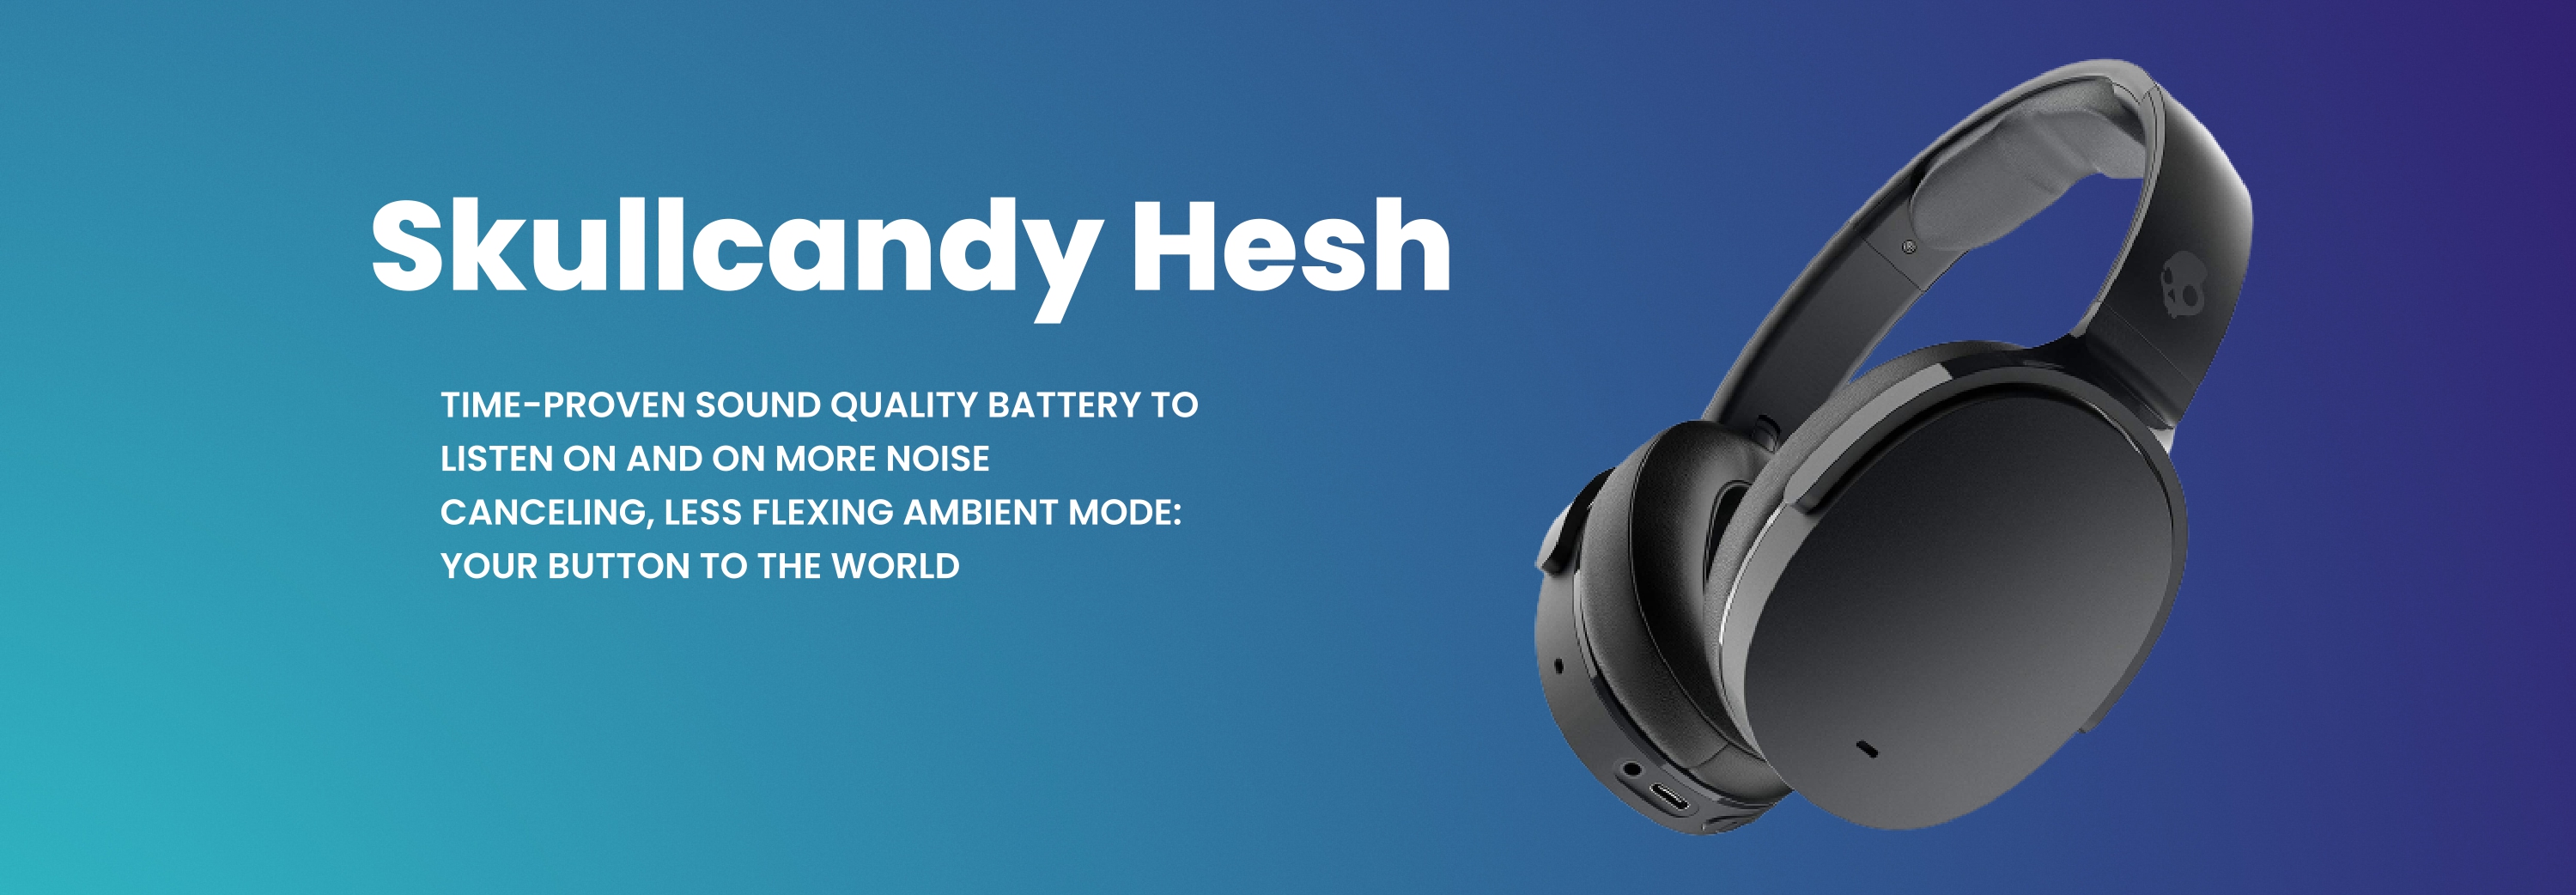 Skullcandy Hesh
TIME-PROVEN SOUND QUALITY BATTERY TO
LISTEN ON AND ON MORE NOISE
CANCELING, LESS FLEXING AMBIENT MODE:
YOUR BUTTON TO THE WORLD